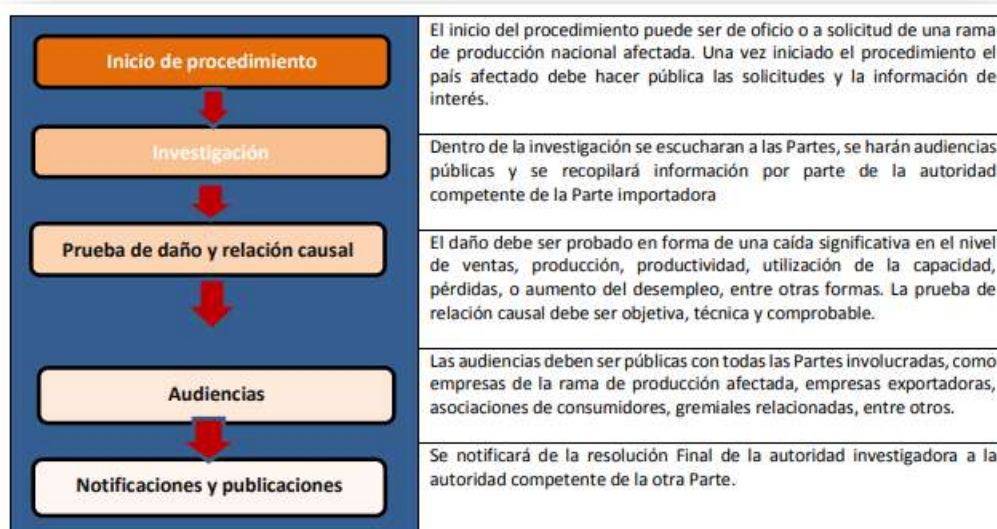 Inicio de procedimiento
El inicio del procedimiento puede ser de oficio o a solicitud de una rama
de producción nacional afectada. Una vez iniciado el procedimiento el
país afectado debe hacer pública las solicitudes y la información de
interés.
Investigación
Dentro de la investigación se escucharan a las Partes, se harán audiencias
públicas y se recopilará información por parte de la autoridad
competente de la Parte importadora
Prueba de daño y relación causal
El daño debe ser probado en forma de una caída significativa en el nivel
de ventas, producción, productividad, utilización de la capacidad,
pérdidas, o aumento del desempleo, entre otras formas. La prueba de
relación causal debe ser objetiva, técnica y comprobable.
Audiencias
Las audiencias deben ser públicas con todas las Partes involucradas, como
empresas de la rama de producción afectada, empresas exportadoras,
asociaciones de consumidores, gremiales relacionadas, entre otros.
Notificaciones y publicaciones
Se notificará de la resolución Final de la autoridad investigadora a la
autoridad competente de la otra Parte.